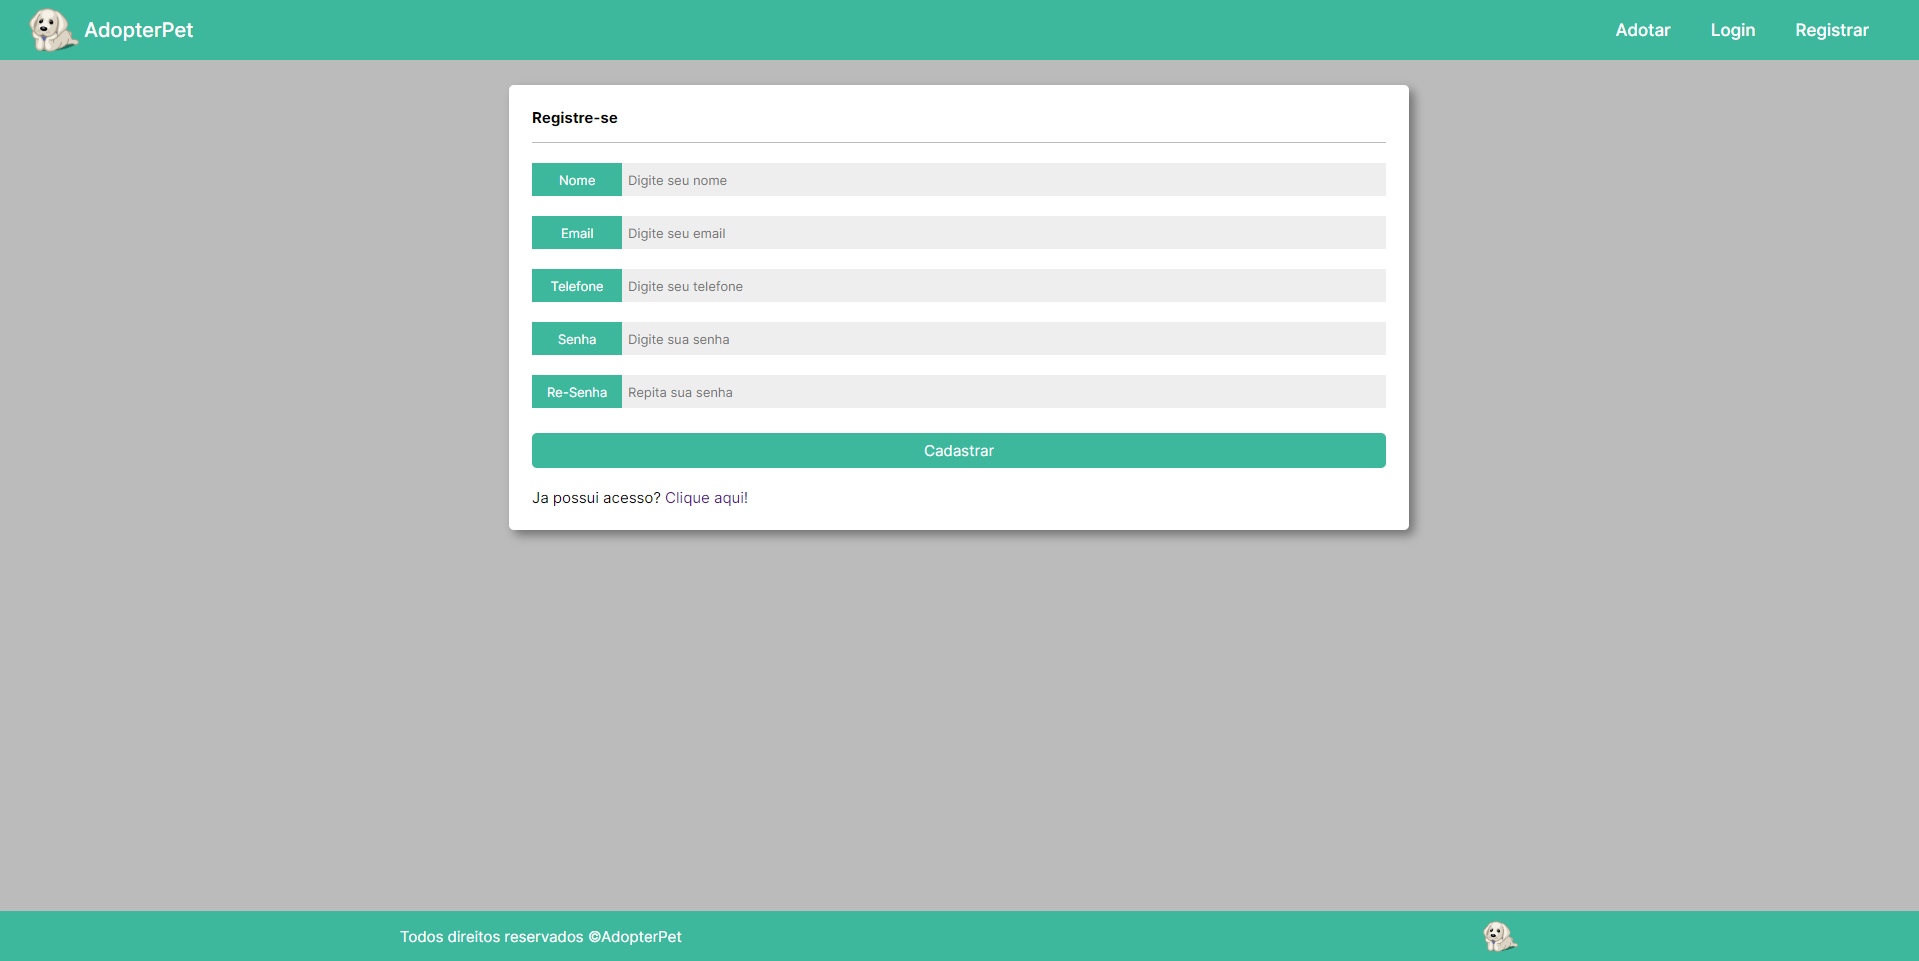 AdopterPet
Adotar Login Registrar
Registre-se
Nome Digite seu nome
Email Digite seu email
Telefone Digite seu telefone
Senha Digite sua senha
Re-Senha Repita sua senha
Cadastrar
Ja possui acesso? Clique aqui!
Todos direitos reservados ©AdopterPet